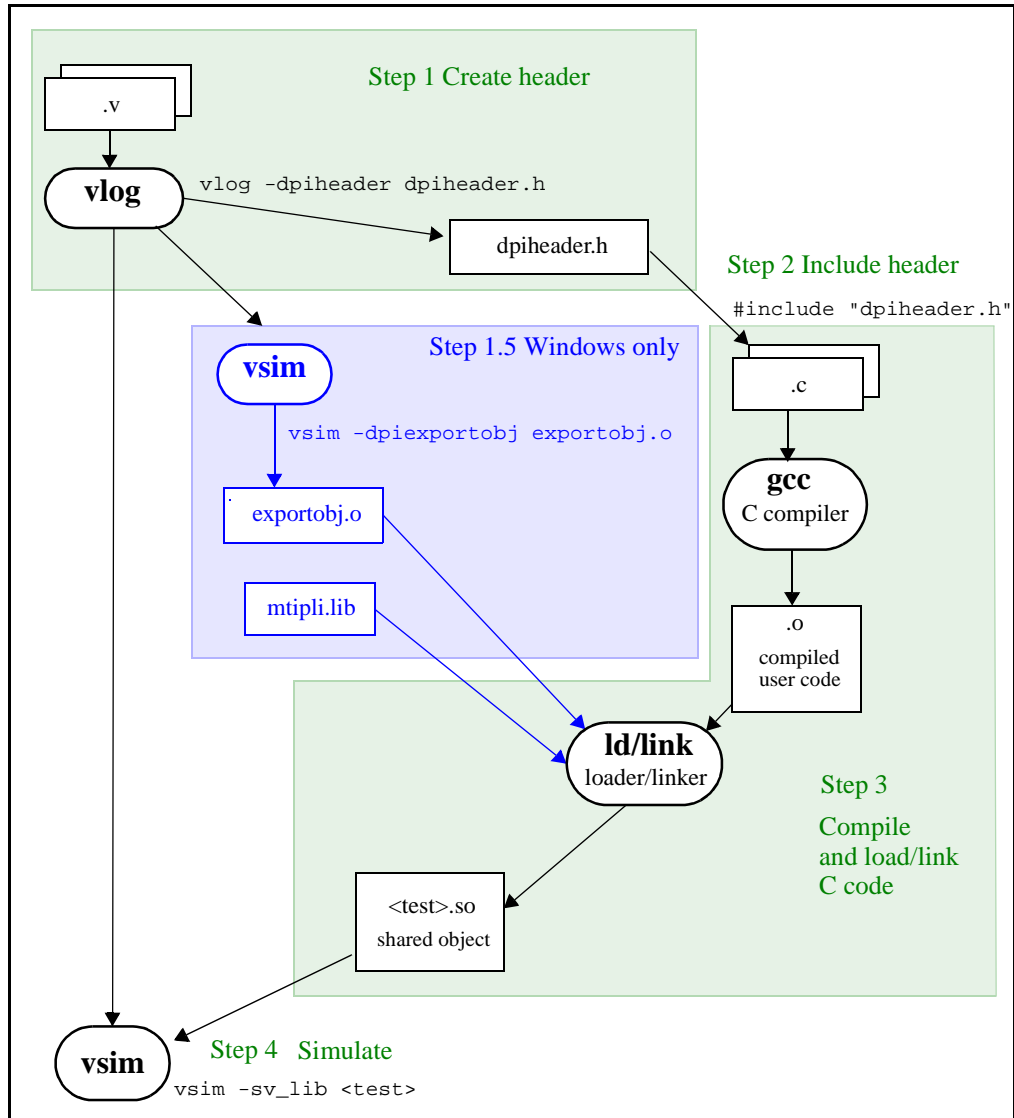 Step 1 Create header
.v
vlog
vlog -dpiheader dpiheader.h
dpiheader.h
Step 2 Include header
#include "dpiheader.h"
Step 1.5 Windows only
vsim
.c
vsim -dpiexportobj exportobj.o
gcc
C compiler
exportobj.o
mtipli.lib
.o
compiled
user code
ld/link
loader/linker
Step 3
Compile
and load/link
C code
<test>.so
shared object
Step 4 Simulate
vsim
vsim -sv_lib <test>